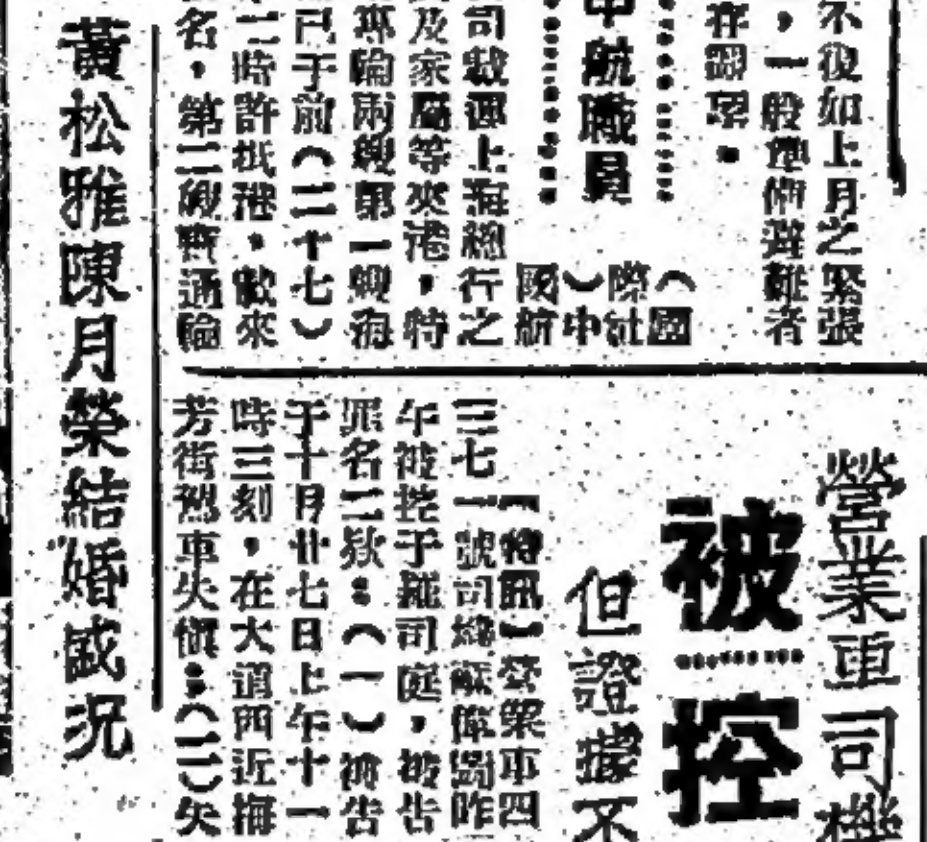 不復如上月之緊張
，一般準備避難者
存觀望。
中航職員
（國
際社
）中
國航
司載運上海總行之
及家屬等來港，特
專輪兩艘第一艘海
已于前（二十七）
二時許抵港，歇來
名，第二艘齊通輪
營業車司機
被控
但證據不
【特訊】營業車四
三七一號司機蘇偉
午被控于裁司庭，被告
罪名二欵：（一）被告
于十月廿七日上午十一
時三刻，在大道西近梅
芳街駕車失慎；（二）失
黃松雅陳月榮結婚盛況